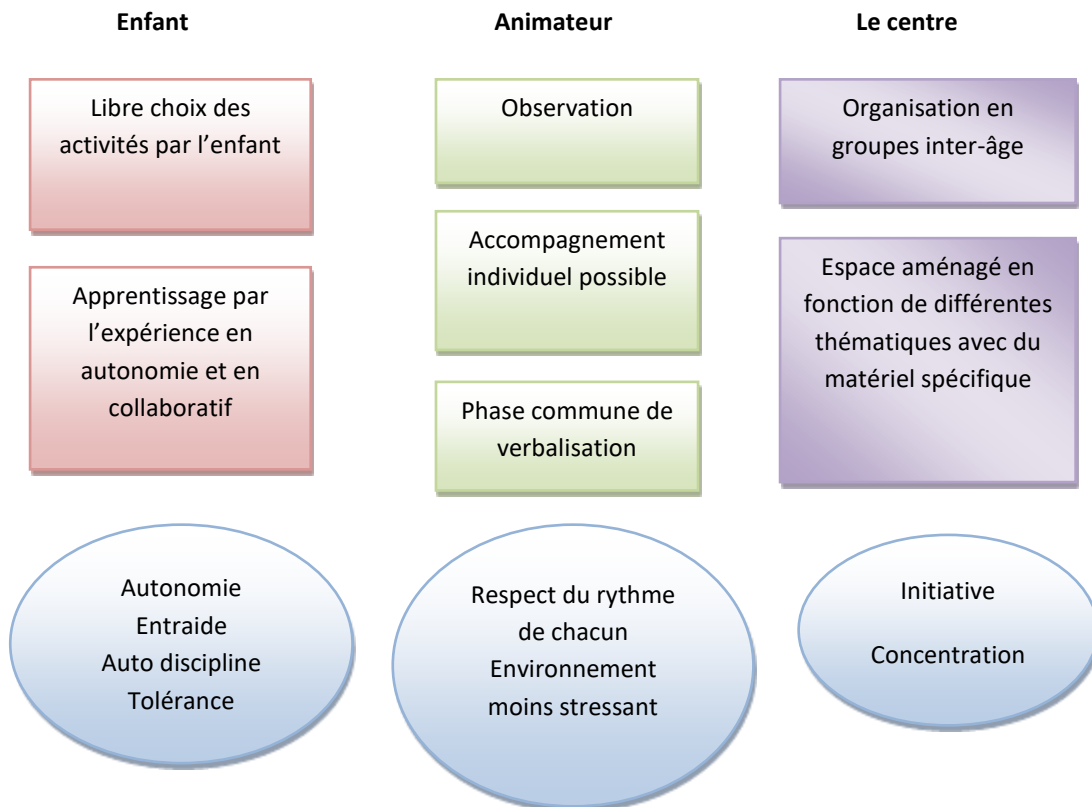 Enfant
Animateur
Le centre
Libre choix des
activités par l’enfant
Apprentissage par
l’expérience en
autonomie et en
collaboratif
Observation
Accompagnement
individuel possible
Phase commune de
verbalisation
Organisation en
groupes inter-âge
Espace aménagé en
fonction de différentes
thématiques avec du
matériel spécifique
Autonomie
Entraide
Auto discipline
Tolérance
Respect du rythme
de chacun
Environnement
moins stressant
Initiative
Concentration